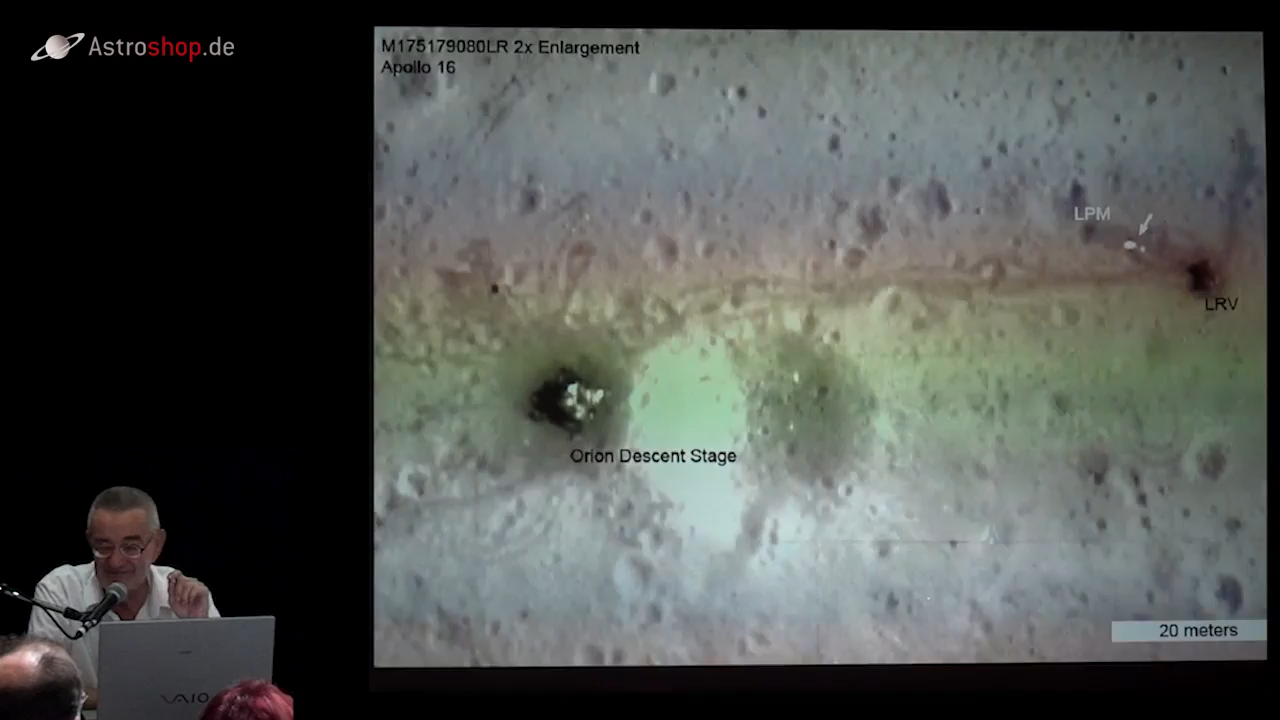 Astroshop.de
M175179080LR 2x Enlargement
Apollo 16
LPM
LRV
Orion Descent Stage
20 meters
VAIO